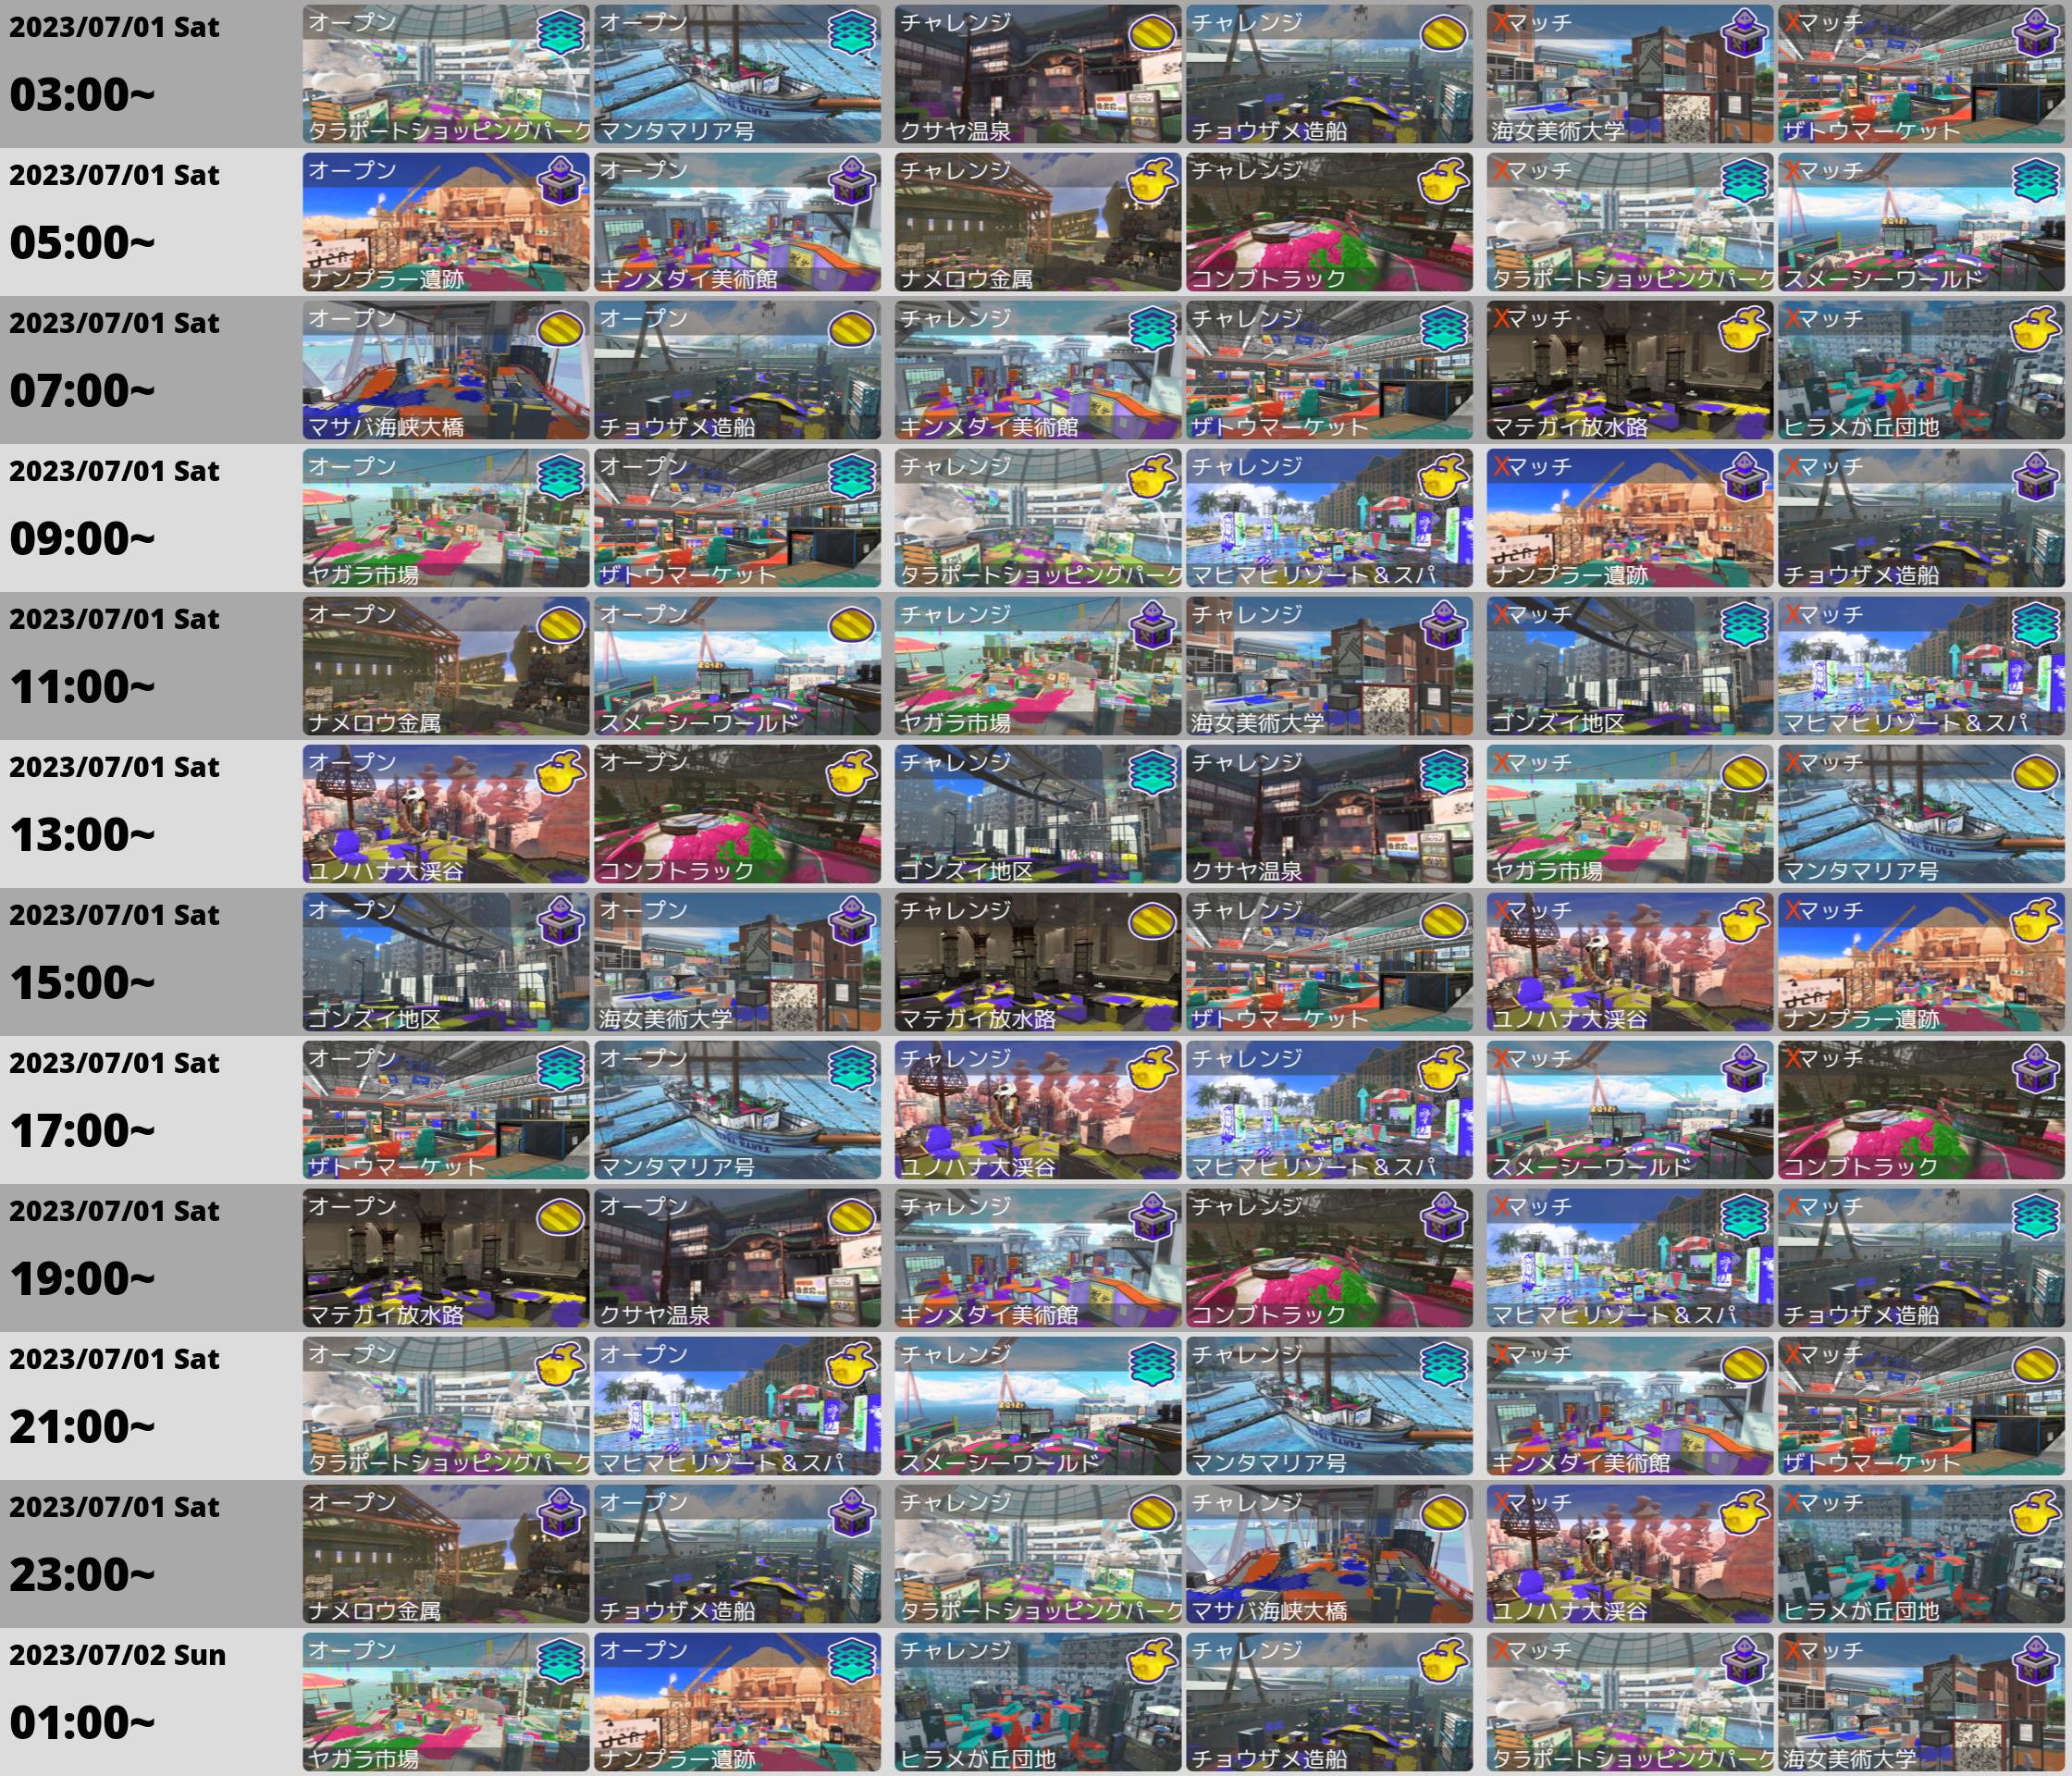 2023/07/01 Sat
03:00~
オープン
タラポートショッピングパーク
オープン
マンタマリア号
チャレンジ
クサヤ温泉
チャレンジ
チョウザメ造船
Xマッチ
海女美術大学
Xマッチ
ザトウマーケット
2023/07/01 Sat
05:00~
オープン
ナンプラー遺跡
オープン
キンメダイ美術館
チャレンジ
ナメロウ金属
チャレンジ
コンブトラック
Xマッチ
タラポートショッピングパーク
Xマッチ
スメーシーワールド
2023/07/01 Sat
07:00~
オープン
マサバ海峡大橋
オープン
チョウザメ造船
チャレンジ
キンメダイ美術館
チャレンジ
ザトウマーケット
Xマッチ
マテガイ放水路
Xマッチ
ヒラメが丘団地
2023/07/01 Sat
09:00~
オープン
ヤガラ市場
オープン
ザトウマーケット
チャレンジ
タラポートショッピングパーク
チャレンジ
マヒマヒリゾート&スパ
Xマッチ
ナンプラー遺跡
Xマッチ
チョウザメ造船
2023/07/01 Sat
11:00~
オープン
ナメロウ金属
オープン
スメーシーワールド
チャレンジ
ヤガラ市場
チャレンジ
海女美術大学
Xマッチ
ゴンズイ地区
Xマッチ
マヒマヒリゾート&スパ
2023/07/01 Sat
13:00~
オープン
ユノハナ大渓谷
オープン
コンブトラック
チャレンジ
ゴンズイ地区
チャレンジ
クサヤ温泉
Xマッチ
ヤガラ市場
Xマッチ
マンタマリア号
2023/07/01 Sat
15:00~
オープン
ゴンズイ地区
オープン
海女美術大学
チャレンジ
マテガイ放水路
チャレンジ
ザトウマーケット
Xマッチ
ユノハナ大渓谷
Xマッチ
ナンプラー遺跡
2023/07/01 Sat
17:00~
オープン
ザトウマーケット
オープン
マンタマリア号
チャレンジ
ユノハナ大渓谷
チャレンジ
マヒマヒリゾート&スパ
Xマッチ
スメーシーワールド
Xマッチ
コンブトラック
2023/07/01 Sat
19:00~
オープン
マテガイ放水路
オープン
クサヤ温泉
チャレンジ
キンメダイ美術館
チャレンジ
コンブトラック
Xマッチ
マヒマヒリゾート&スパ
Xマッチ
チョウザメ造船
2023/07/01 Sat
21:00~
オープン
タラポートショッピングパーク
オープン
マヒマヒリゾート&スパ
チャレンジ
スメーシーワールド
チャレンジ
マンタマリア号
Xマッチ
キンメダイ美術館
Xマッチ
ザトウマーケット
2023/07/01 Sat
23:00~
オープン
ナメロウ金属
オープン
チョウザメ造船
チャレンジ
タラポートショッピングパーク
チャレンジ
マサバ海峡大橋
Xマッチ
ユノハナ大渓谷
Xマッチ
ヒラメが丘団地
2023/07/02 Sun
01:00~
オープン
ヤガラ市場
オープン
ナンプラー遺跡
チャレンジ
ヒラメが丘団地
チャレンジ
チョウザメ造船
Xマッチ
タラポートショッピングパーク
Xマッチ
海女美術大学